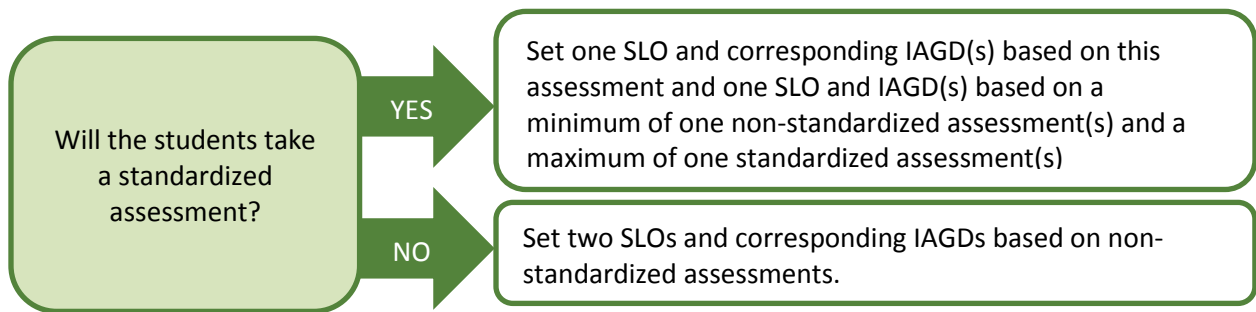 Will the students take
a standardized
assessment?
YES
Set one SLO and corresponding IAGD(s) based on this
assessment and one SLO and IAGD(s) based on a
minimum of one non-standardized assessment(s) and a
maximum of one standardized assessment(s)
NO
Set two SLOs and corresponding IAGDs based on non-
standardized assessments.